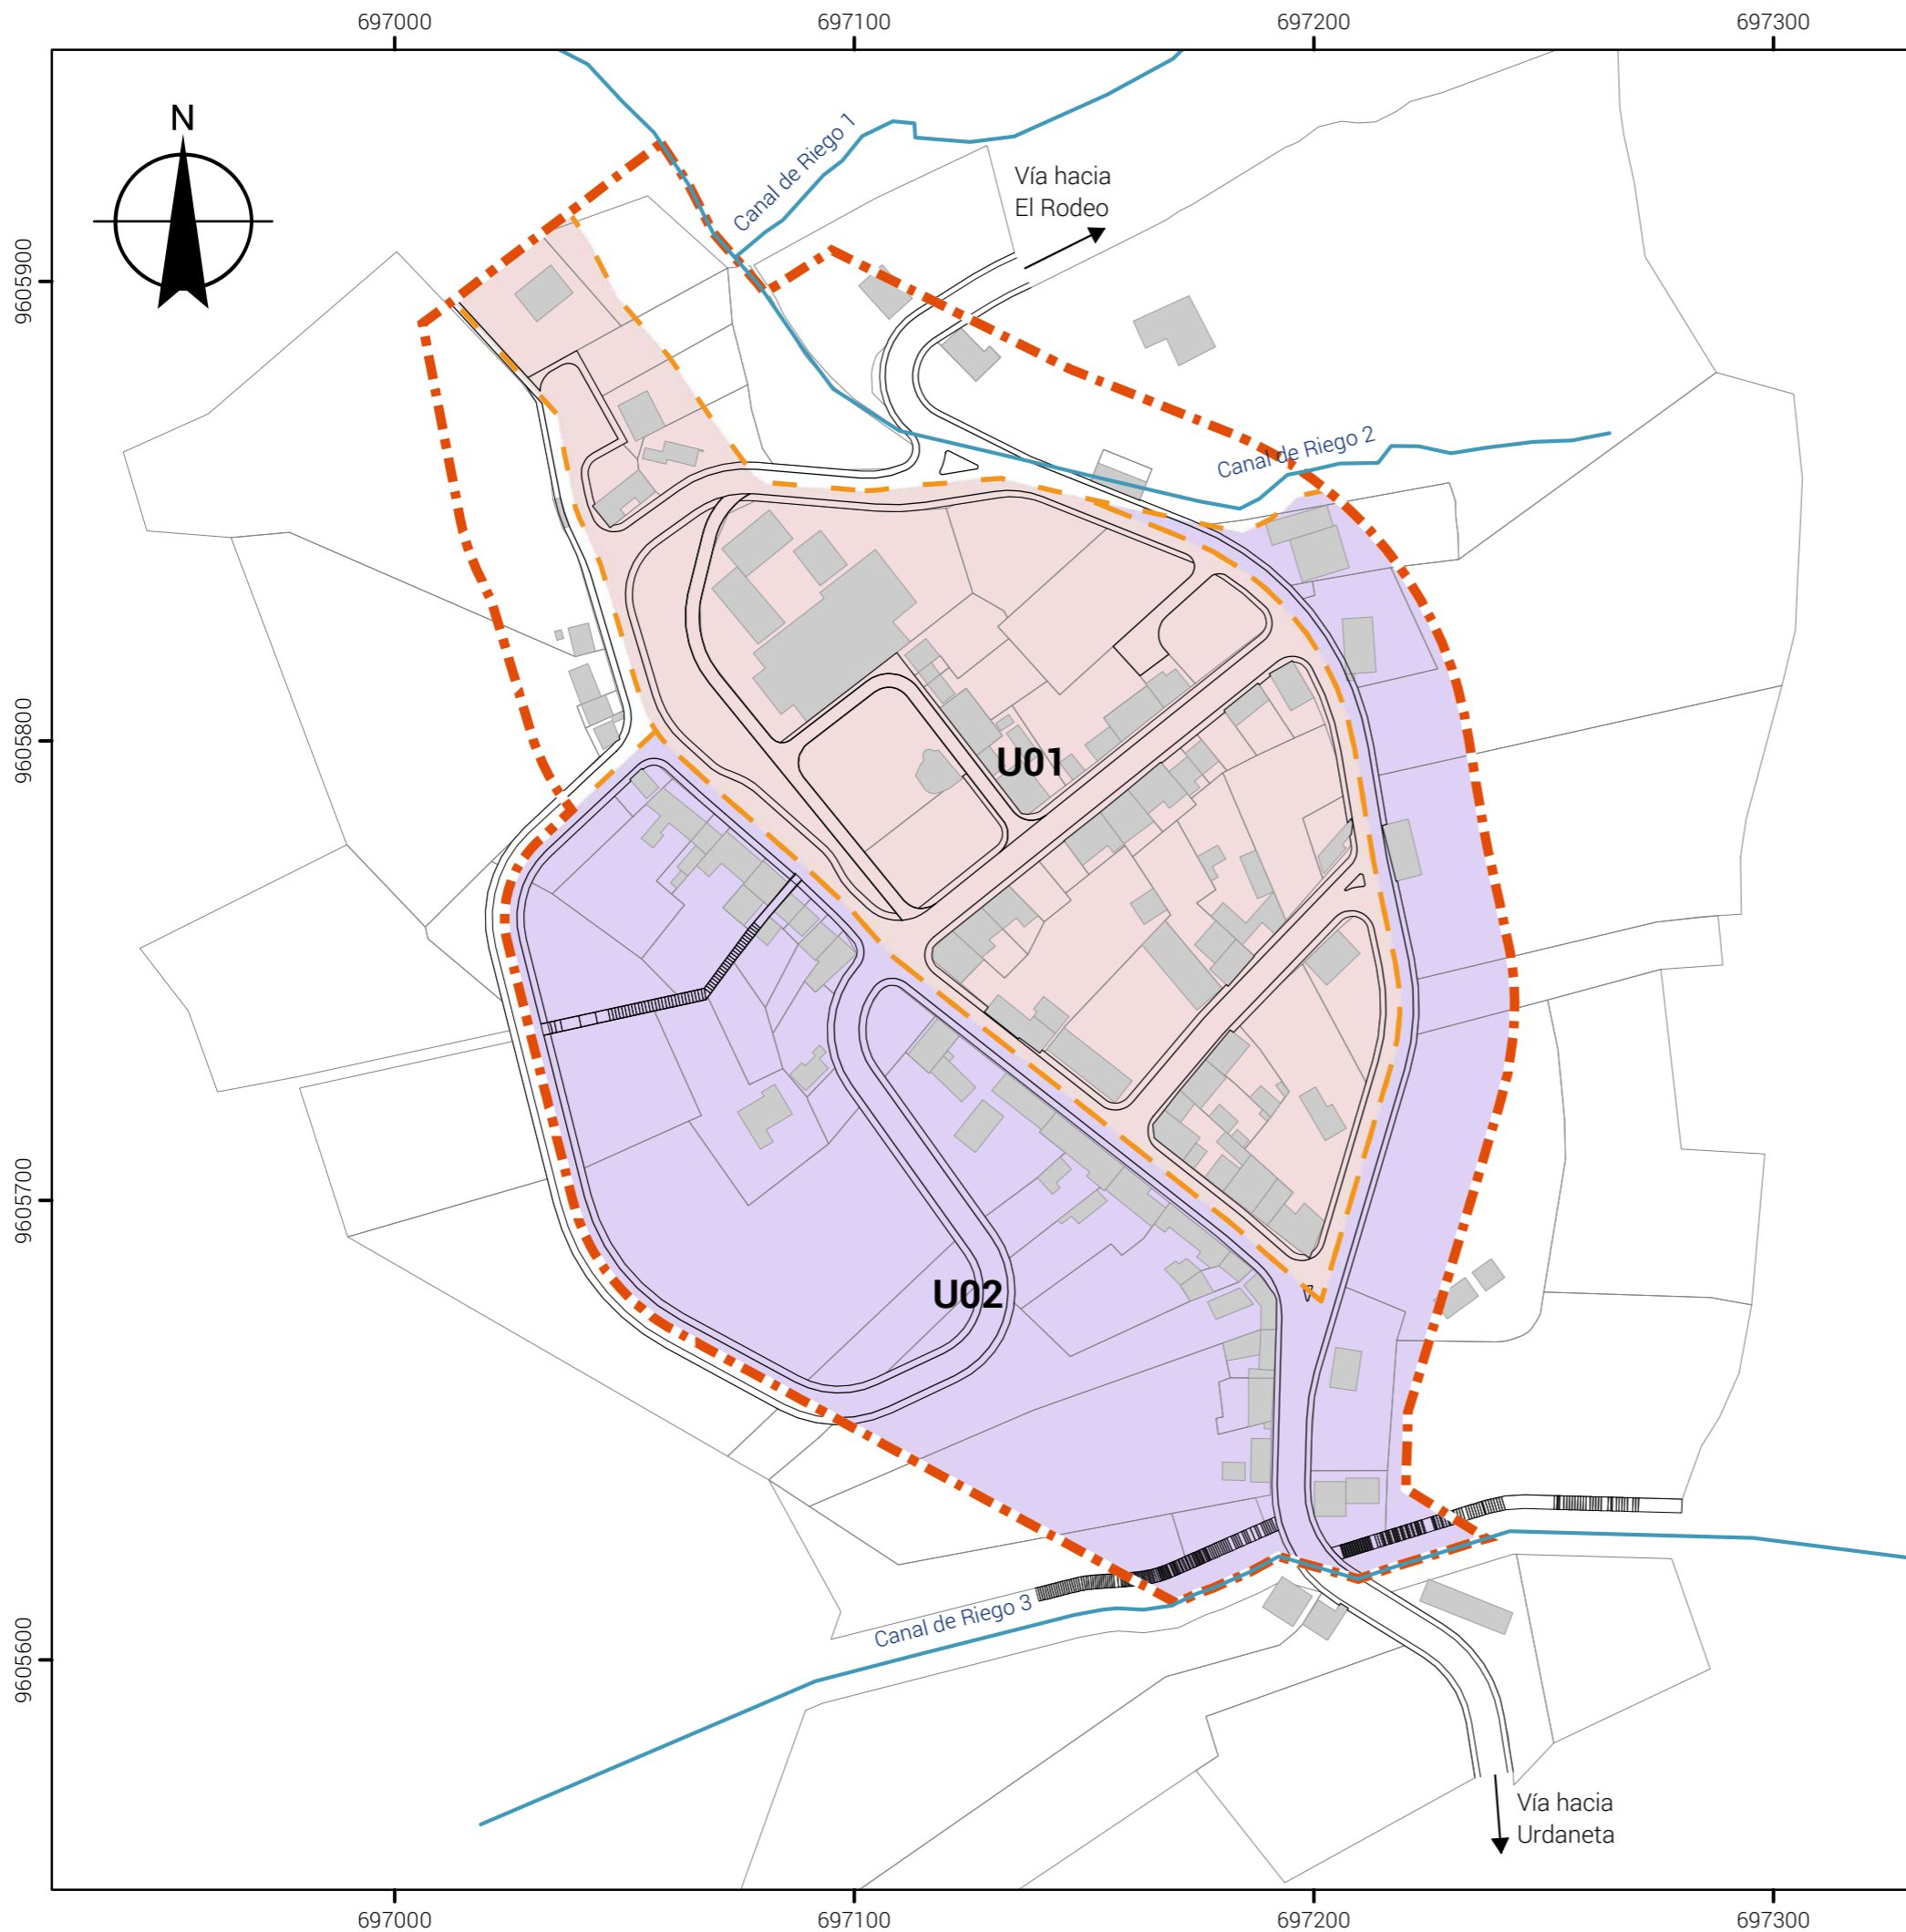 697000
697100
697200
697300
N
Canal de Riego 1
Vía hacia
El Rodeo
9605900
Canal de Riego 2
9605800
U01
9605700
U02
9605600
Canal de Riego 3
Vía hacia
Urdaneta
697000
697100
697200
697300